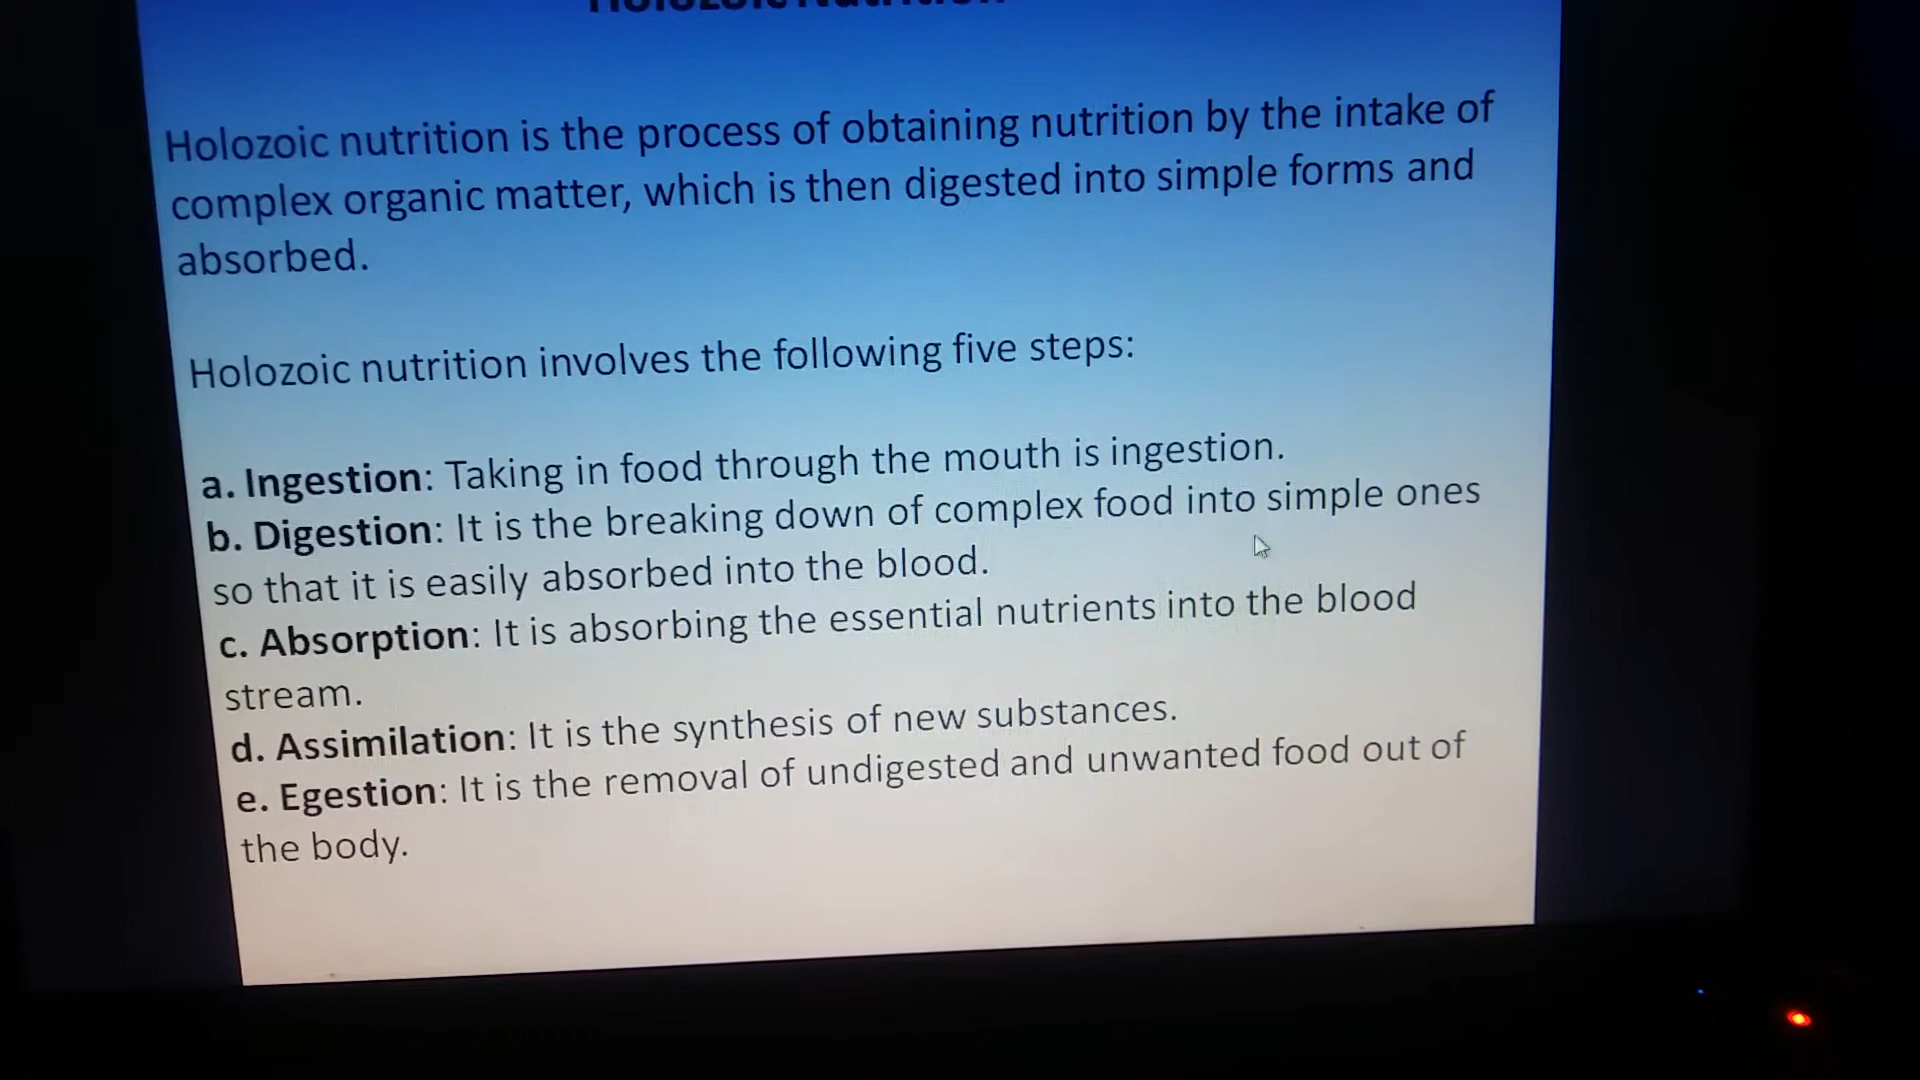 Holozoic Nutrition
Holozoic nutrition is the process of obtaining nutrition by the intake of
complex organic matter, which is then digested into simple forms and
absorbed.
Holozoic nutrition involves the following five steps:
a. Ingestion: Taking in food through the mouth is ingestion.
b. Digestion: It is the breaking down of complex food into simple ones
so that it is easily absorbed into the blood.
c. Absorption: It is absorbing the essential nutrients into the blood
stream.
d. Assimilation: It is the synthesis of new substances.
e. Egestion: It is the removal of undigested and unwanted food out of
the body.